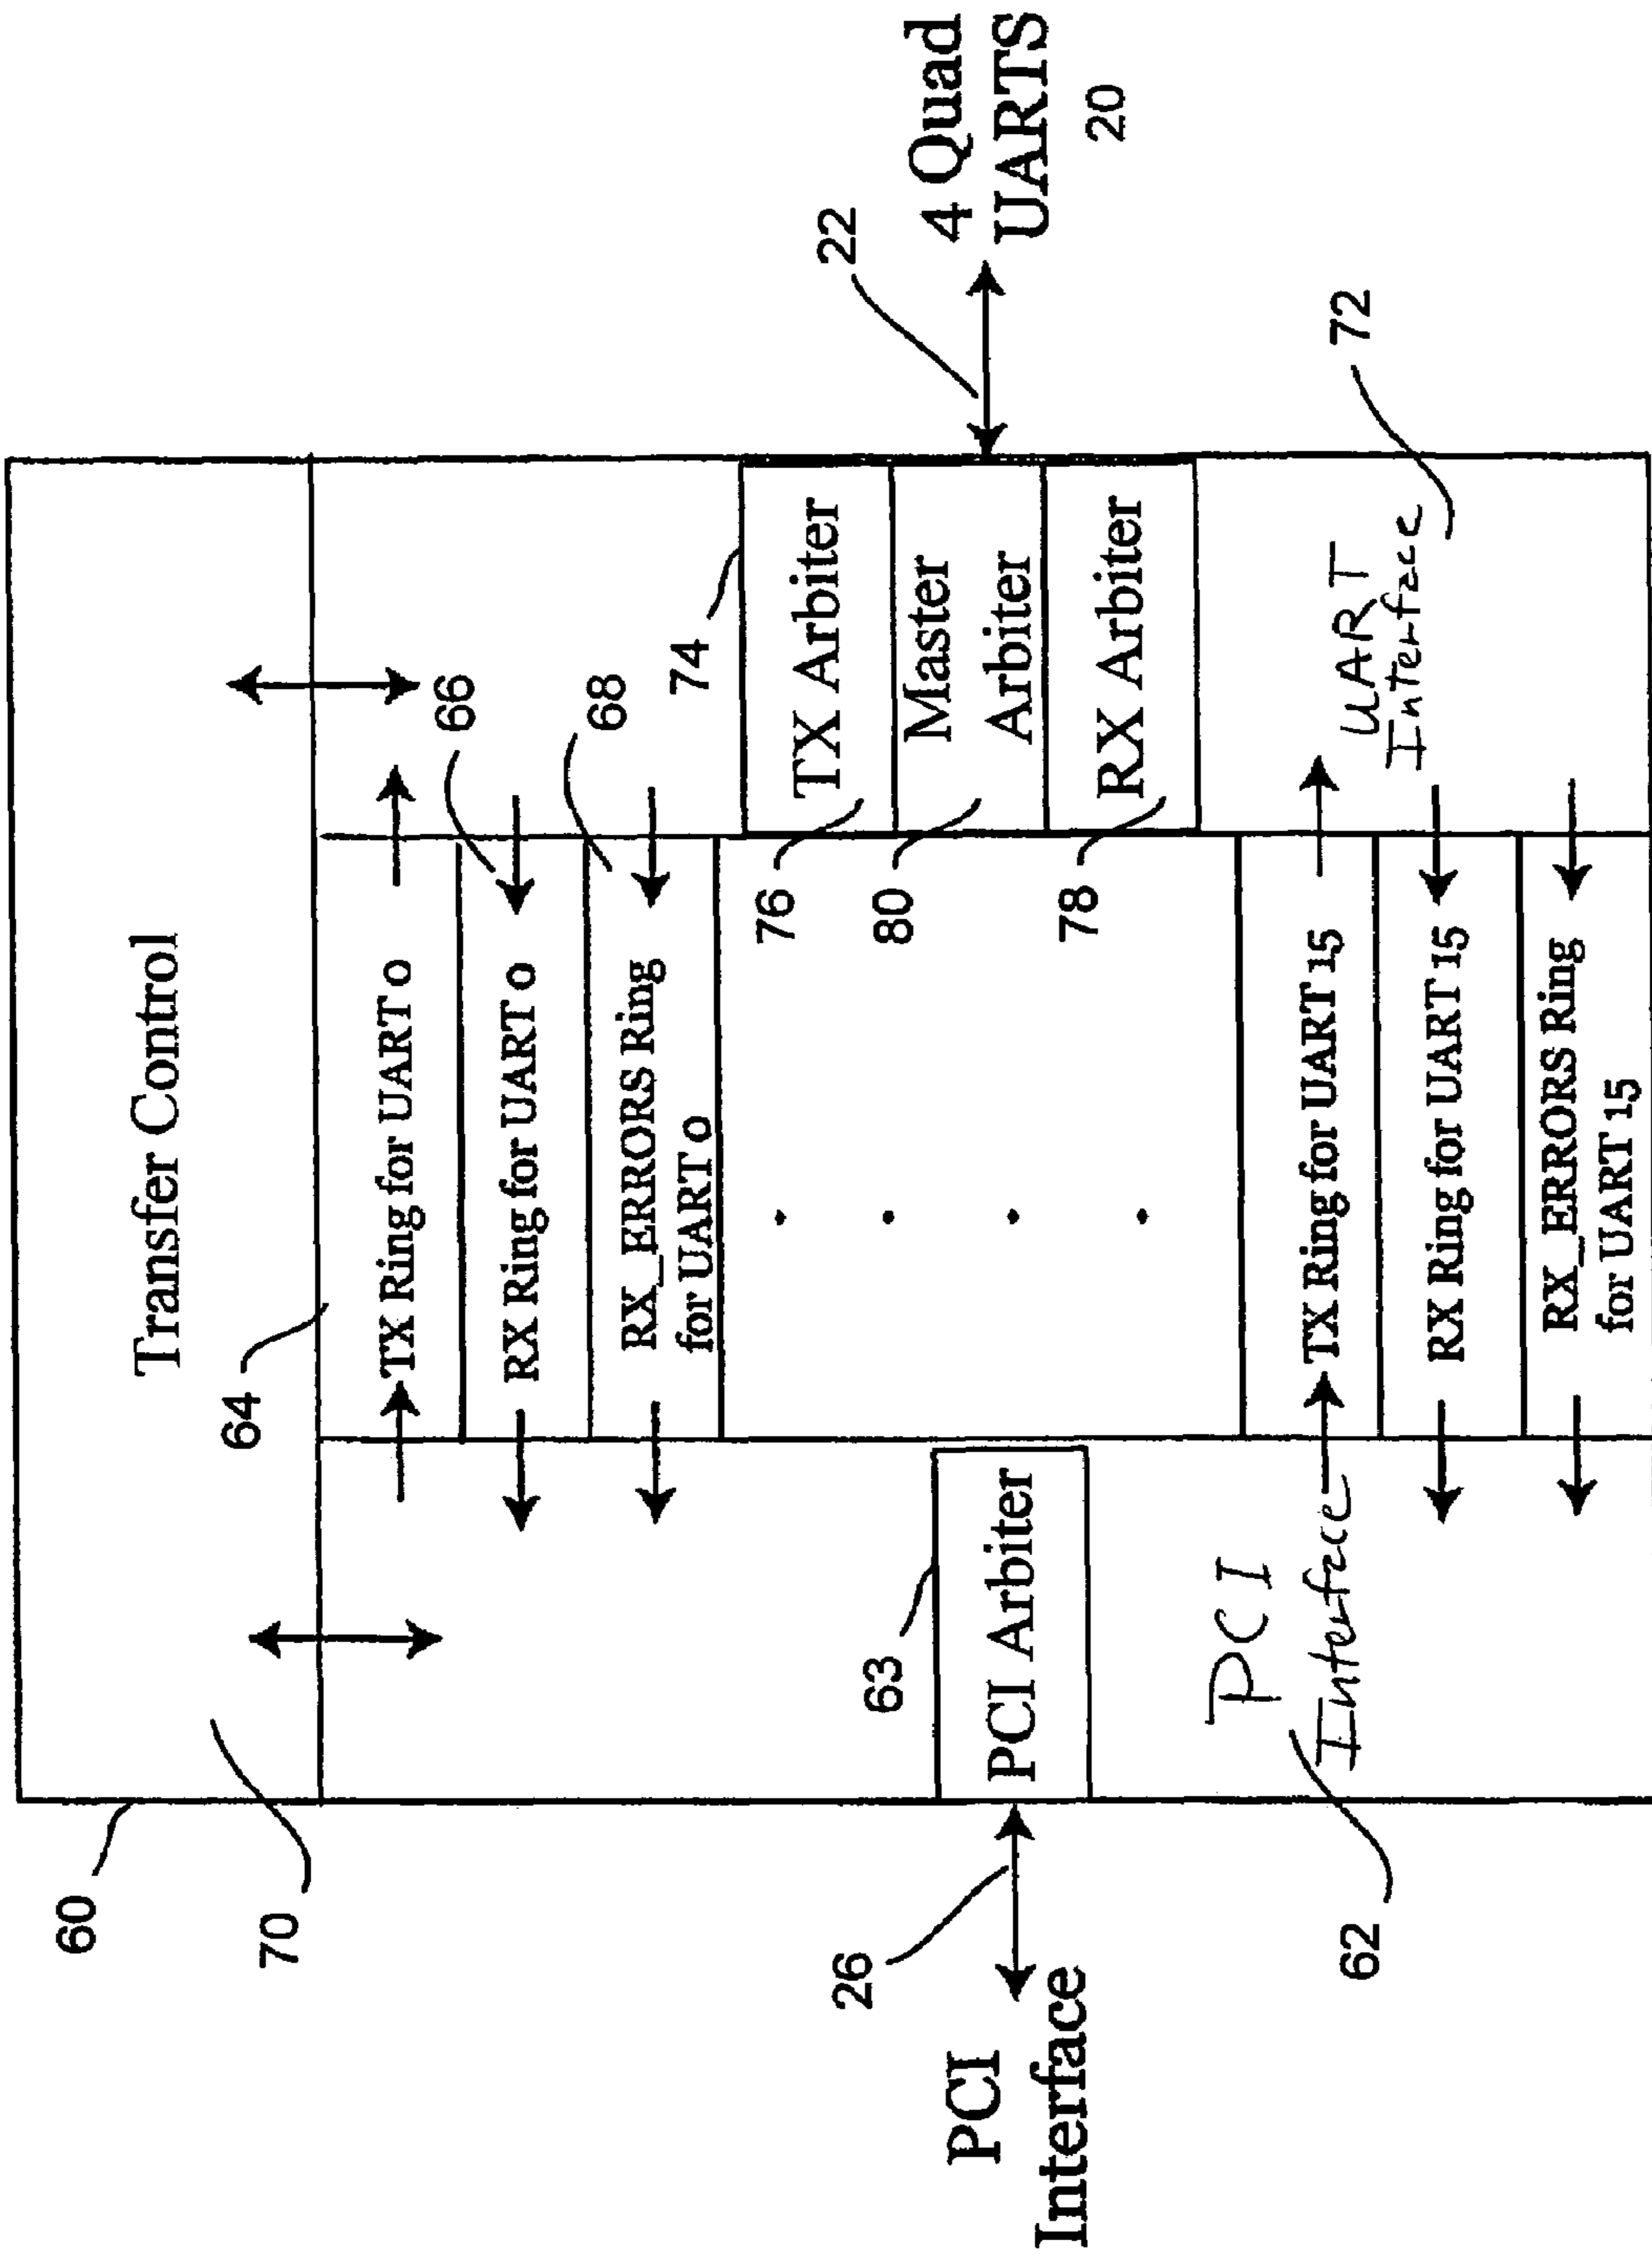 60
70
Transfer Control
64
TX Ring for UART 0
66
RX Ring for UART 0
68
RX_ERRORS Ring
for UART 0
74
TX Arbiter
76
Master
Arbiter
80
RX Arbiter
78
22
4 Quad
UARTS
20
PCI
Interface
26
63
PCI Arbiter
PCI
Interface
62
TX Ring for UART 15
RX Ring for UART 15
RX_ERRORS Ring
for UART 15
UART
Interface
72